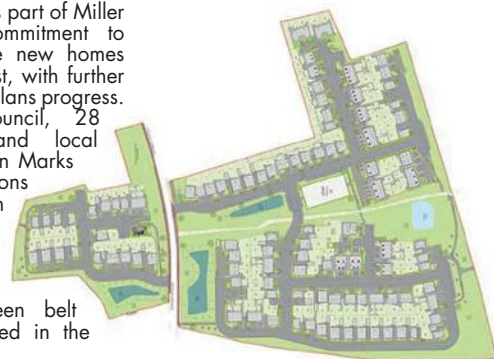 s part of Miller
ommitment to
e new homes
st, with further
lans progress.
ouncil, 28
and local
n Marks
ons
n
een belt
ed in the